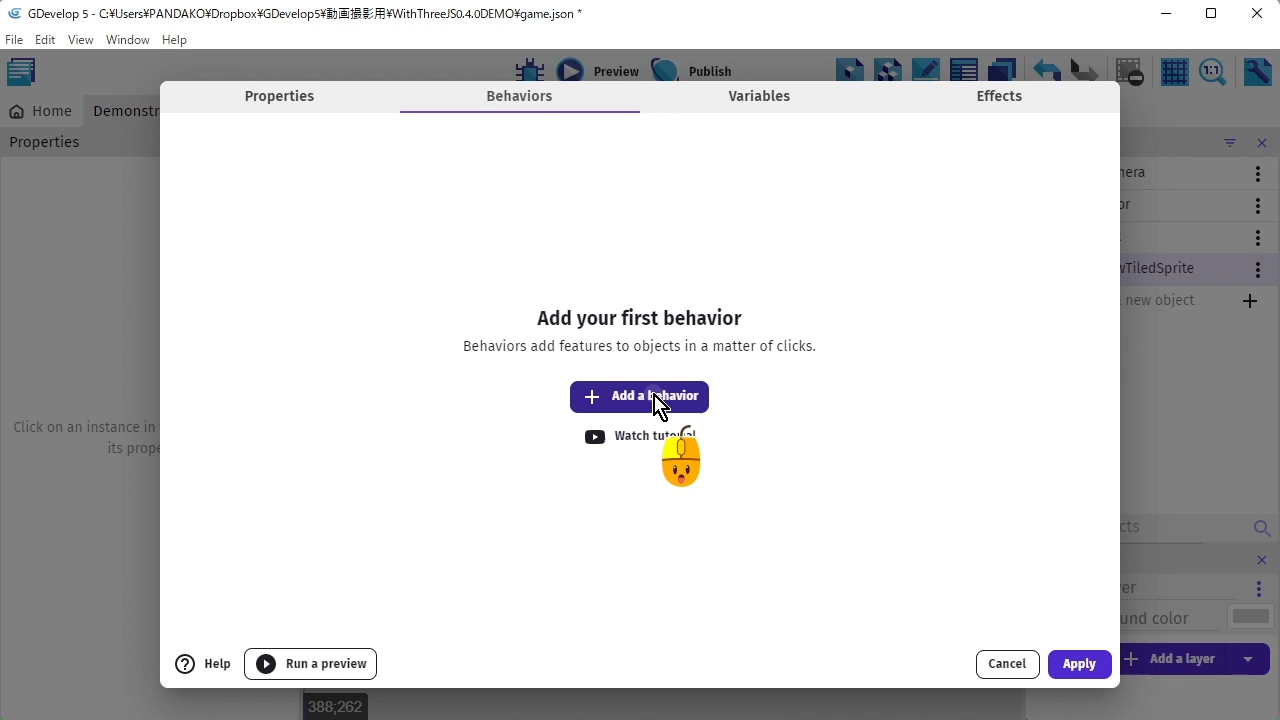 GDevelop 5 - C:¥Users¥PANDAKO¥Dropbox¥GDevelop5¥動画撮影用¥WithThreeJS0.4.0DEMO¥game.json *
File Edit View Window Help
Preview Publish
Home Demonstr
Properties
Properties Behaviors Variables Effects
Click on an instance in
its prope
Add your first behavior
Behaviors add features to objects in a matter of clicks.
Add a behavior
Watch tutorial
nera
or
wTiledSprite
new object
cts
er
und color
Add a layer
Help Run a preview Cancel Apply
388;262